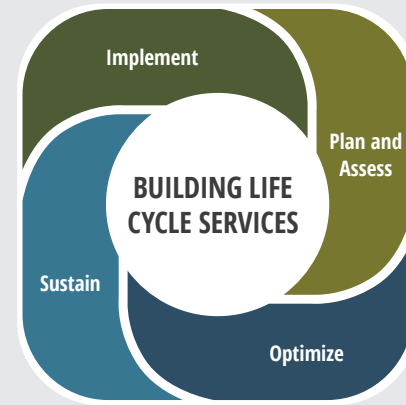 Implement
Plan and
Assess
BUILDING LIFE
CYCLE SERVICES
Sustain
Optimize